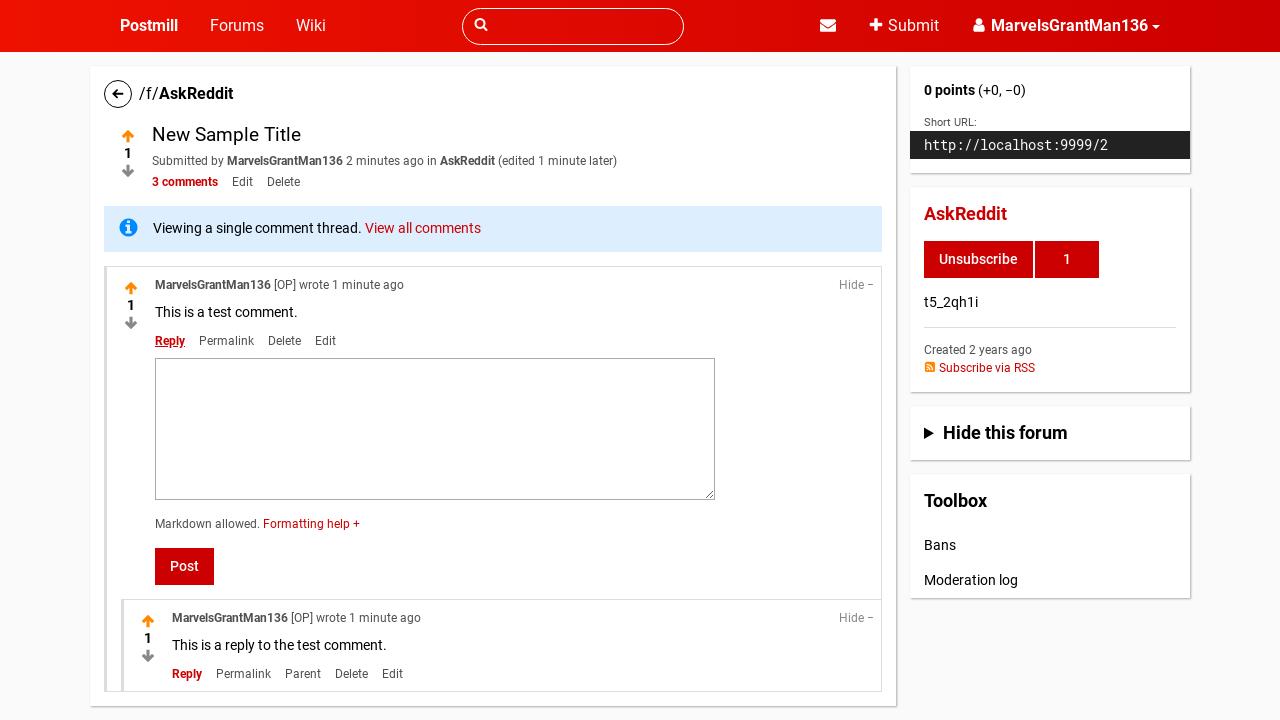 Postmill
Forums
Wiki
Submit
MarvelsGrantMan136
/f/AskReddit
New Sample Title
1
Submitted by MarvelsGrantMan136 2 minutes ago in AskReddit (edited 1 minute later)
3 comments Edit Delete
Viewing a single comment thread. View all comments
MarvelsGrantMan136 [OP] wrote 1 minute ago
Hide −
1
This is a test comment.
Reply Permalink Delete Edit
Markdown allowed. Formatting help +
Post
MarvelsGrantMan136 [OP] wrote 1 minute ago
Hide −
1
This is a reply to the test comment.
Reply Permalink Parent Delete Edit
0 points (+0, −0)
Short URL:
http://localhost:9999/2
AskReddit
Unsubscribe 1
t5_2qh1i
Created 2 years ago
Subscribe via RSS
Hide this forum
Toolbox
Bans
Moderation log